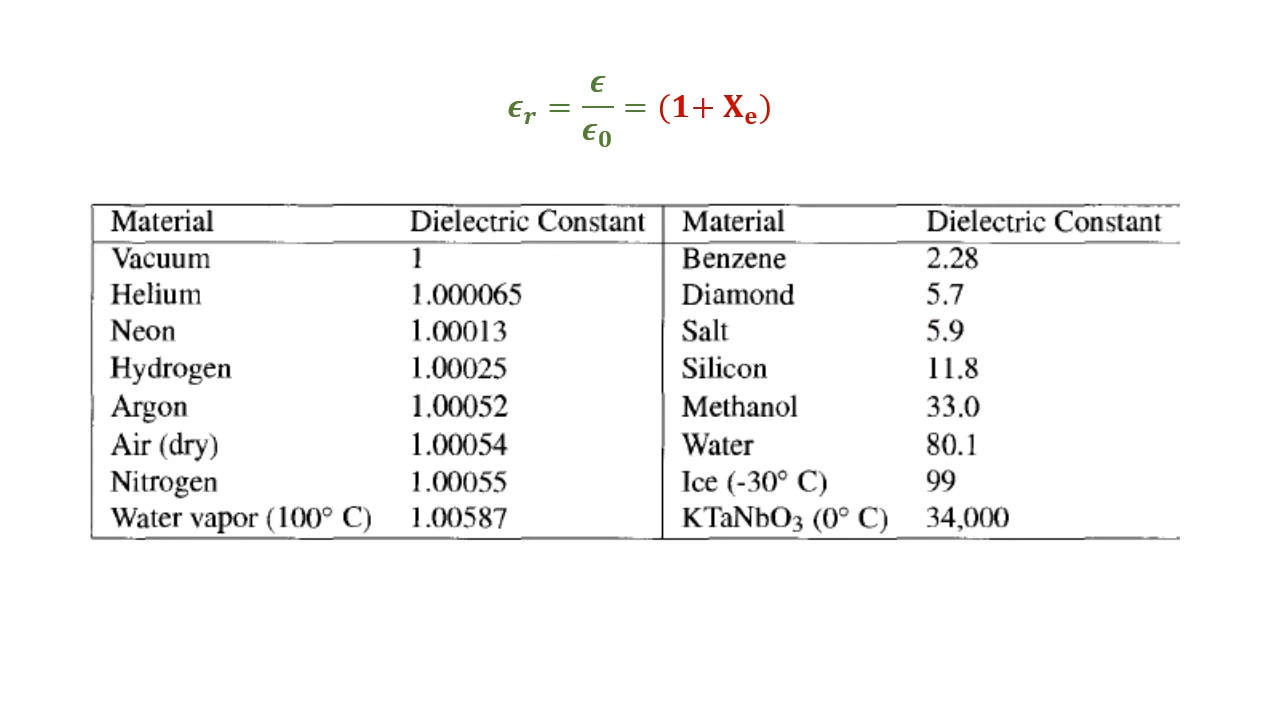 ϵᵣ = ϵ/ϵ₀ = (1+ Xₑ)
Material Dielectric Constant Material Dielectric Constant
Vacuum 1 Benzene 2.28
Helium 1.000065 Diamond 5.7
Neon 1.00013 Salt 5.9
Hydrogen 1.00025 Silicon 11.8
Argon 1.00052 Methanol 33.0
Air (dry) 1.00054 Water 80.1
Nitrogen 1.00055 Ice (-30° C) 99
Water vapor (100° C) 1.00587 KTaNbO₃ (0° C) 34,000